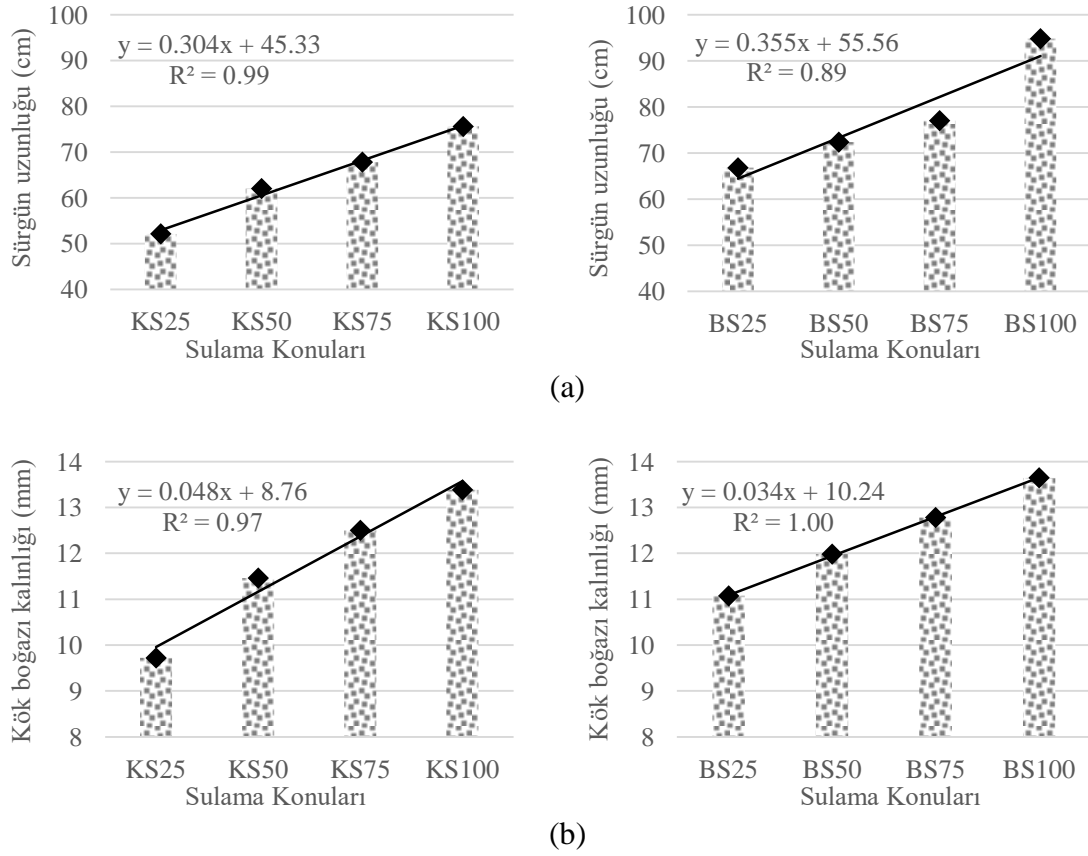 Sürgün uzunluğu (cm)
100
90
80
70
60
50
40
y = 0.304x + 45.33
R² = 0.99
KS25 KS50 KS75 KS100
Sulama Konuları
Sürgün uzunluğu (cm)
100
90
80
70
60
50
40
y = 0.355x + 55.56
R² = 0.89
BS25 BS50 BS75 BS100
Sulama Konuları
(a)
Kök boğazı kalınlığı (mm)
14
13
12
11
10
9
8
y = 0.048x + 8.76
R² = 0.97
KS25 KS50 KS75 KS100
Sulama Konuları
Kök boğazı kalınlığı (mm)
14
13
12
11
10
9
8
y = 0.034x + 10.24
R² = 1.00
BS25 BS50 BS75 BS100
Sulama Konuları
(b)